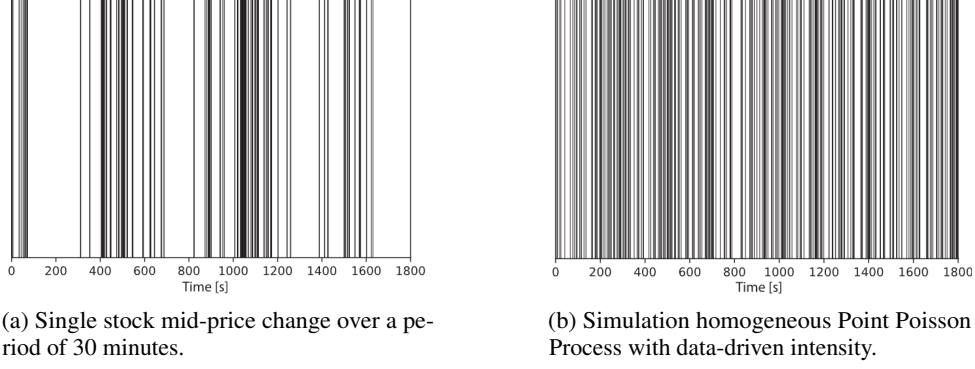 0 200 400 600 800 1000 1200 1400 1600 1800
Time [s]
(a) Single stock mid-price change over a pe-
riod of 30 minutes.
0 200 400 600 800 1000 1200 1400 1600 1800
Time [s]
(b) Simulation homogeneous Point Poisson
Process with data-driven intensity.